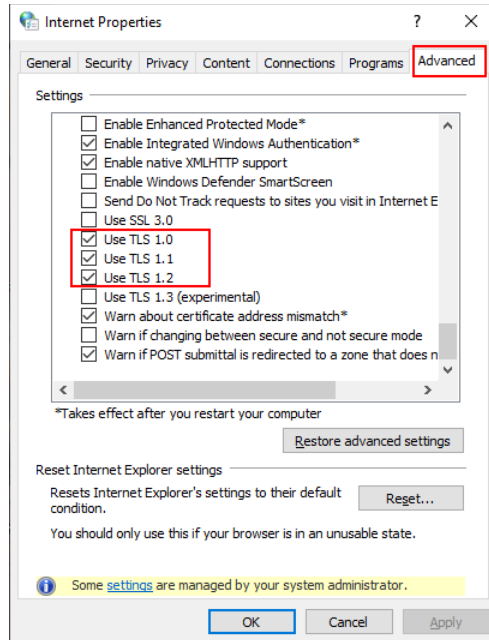 Internet Properties ? ×
General Security Privacy Content Connections Programs Advanced
Settings
Enable Enhanced Protected Mode*
Enable Integrated Windows Authentication*
Enable native XMLHTTP support
Enable Windows Defender SmartScreen
Send Do Not Track requests to sites you visit in Internet E
Use SSL 3.0
Use TLS 1.0
Use TLS 1.1
Use TLS 1.2
Use TLS 1.3 (experimental)
Warn about certificate address mismatch*
Warn if changing between secure and not secure mode
Warn if POST submittal is redirected to a zone that does n
*Takes effect after you restart your computer
Restore advanced settings
Reset Internet Explorer settings
Resets Internet Explorer's settings to their default
condition.
Reset...
You should only use this if your browser is in an unusable state.
Some settings are managed by your system administrator.
OK Cancel Apply